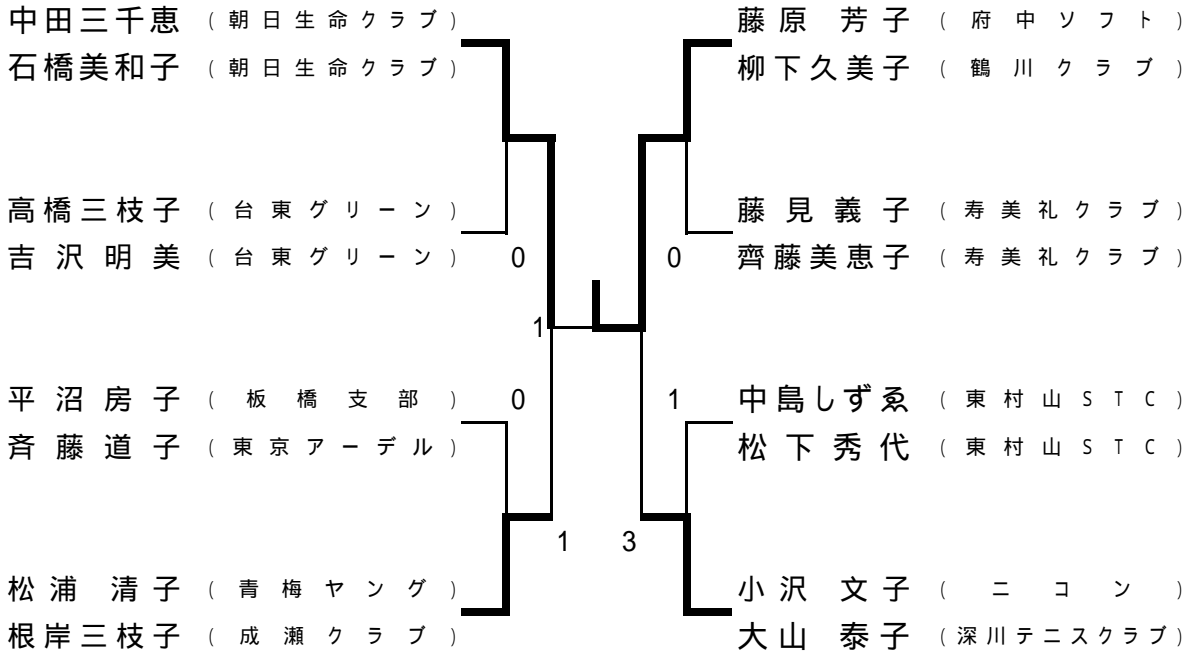 中田三千恵 (朝日生命クラブ)
石橋美和子 (朝日生命クラブ)
高橋三枝子 (台東グリーン)
吉沢明美 (台東グリーン)
0
1
平沼房子 (板橋支部)
0
斉藤道子 (東京アーデル)
1
松浦 清子 (青梅ヤング)
根岸三枝子 (成瀬クラブ)
藤原 芳子 (府中ソフト)
柳下久美子 (鶴川クラブ)
藤見義子 (寿美礼クラブ)
0
齊藤美恵子 (寿美礼クラブ)
1
中島しずゑ (東村山STC)
松下秀代 (東村山STC)
3
小沢 文子 (ニコン)
大山 泰子 (深川テニスクラブ)